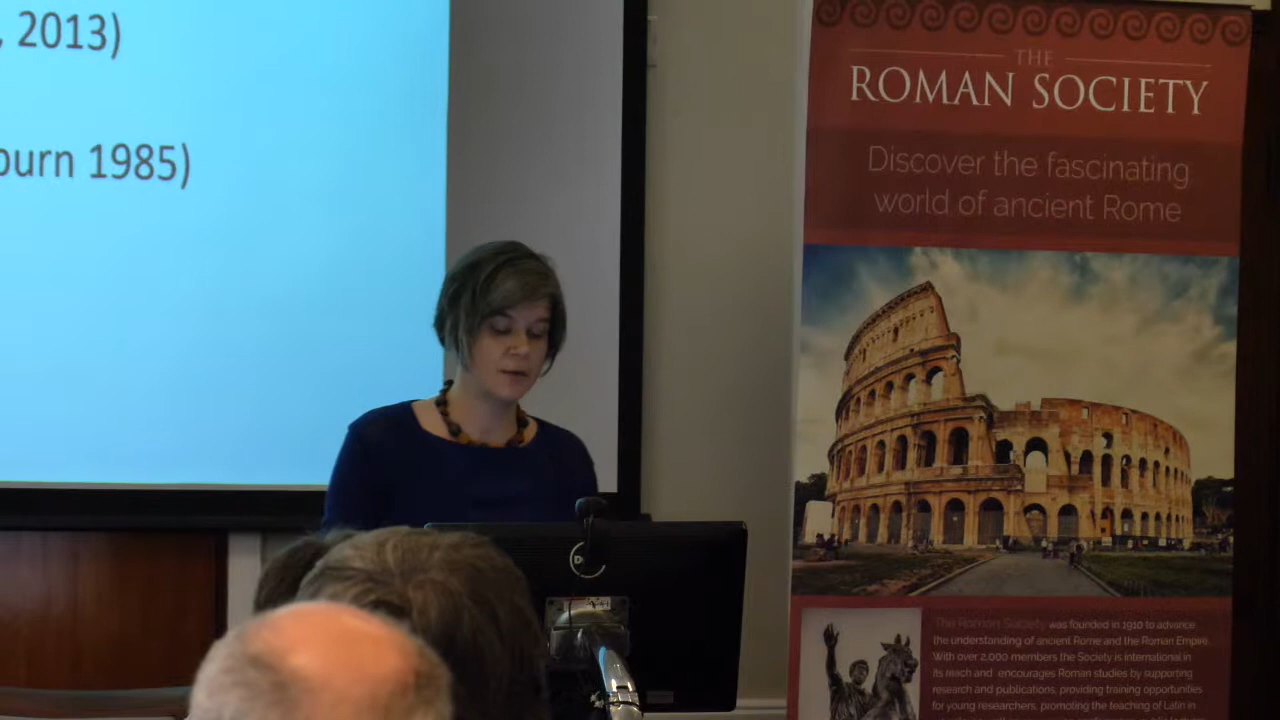 , 2013)
burn 1985)
THE
ROMAN SOCIETY
Discover the fascinating
world of ancient Rome
The Roman Society was founded in 1910 to advance
the understanding of ancient Rome and the Roman Empire.
With over 2,000 members the Society is international in
its reach and encourages Roman studies by supporting
research and publications, providing training opportunities
for young researchers, promoting the teaching of Latin in